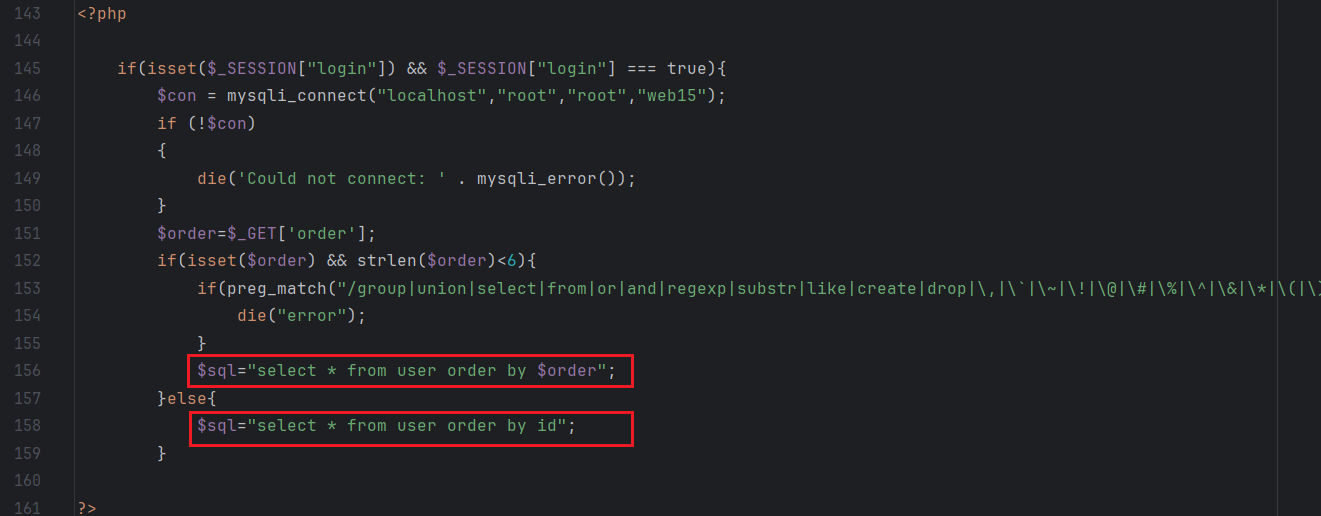 143 <?php
144
145     if(isset($_SESSION["login"]) && $_SESSION["login"] === true){
146         $con = mysqli_connect("localhost","root","root","web15");
147         if (!$con)
148         {
149             die('Could not connect: ' . mysqli_error());
150         }
151         $order=$_GET['order'];
152         if(isset($order) && strlen($order)<6){
153             if(preg_match("/group|union|select|from|or|and|regexp|substr|like|create|drop|\,|\`|\~|\!|\@|\#|\%|\^|\&|\*|\(|\)
154                 die("error");
155             }
156             $sql="select * from user order by $order";
157         }else{
158             $sql="select * from user order by id";
159         }
160
161 ?>